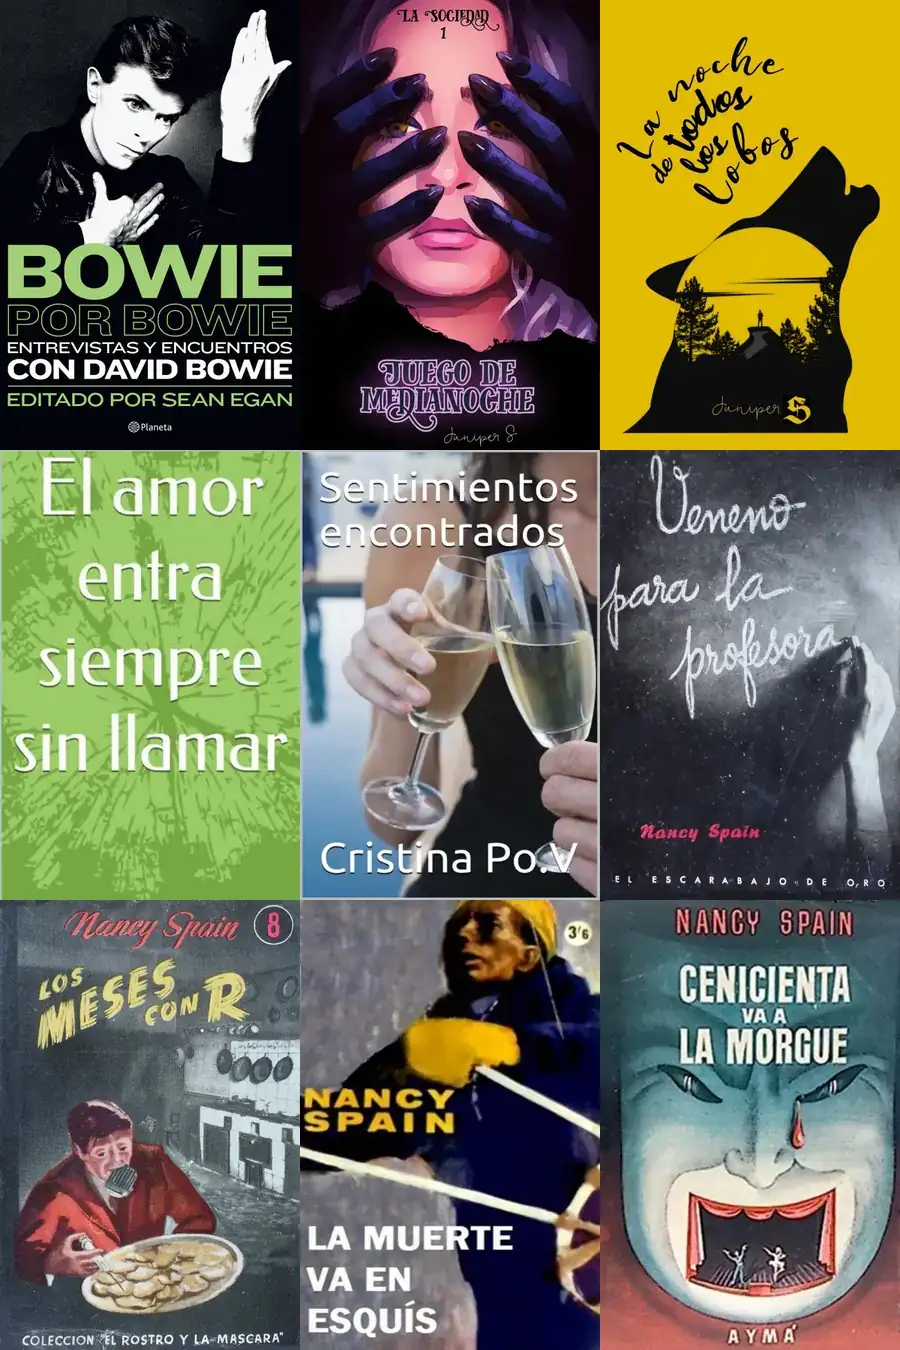 BOWIE
POR BOWIE
ENTREVISTAS Y ENCUENTROS
CON DAVID BOWIE
EDITADO POR SEAN EGAN
Planeta
LA SOCIEDAD
1
JUEGO DE
MEDIANOCHE
Juniper S
La noche
de todos
los
lobos
Juniper S
El amor
entra
siempre
sin llamar
Sentimientos
encontrados
Cristina Po.V
Veneno
para la
profesora
Nancy Spain
EL ESCARABAJO DE ORO
Nancy Spain 8
LOS
MESES
CON R
COLECCION "EL ROSTRO Y LA MASCARA"
3'6
NANCY
SPAIN
LA MUERTE
VA EN
ESQUÍS
NANCY SPAIN
CENICIENTA
VA A
LA MORGUE
AYMÁ